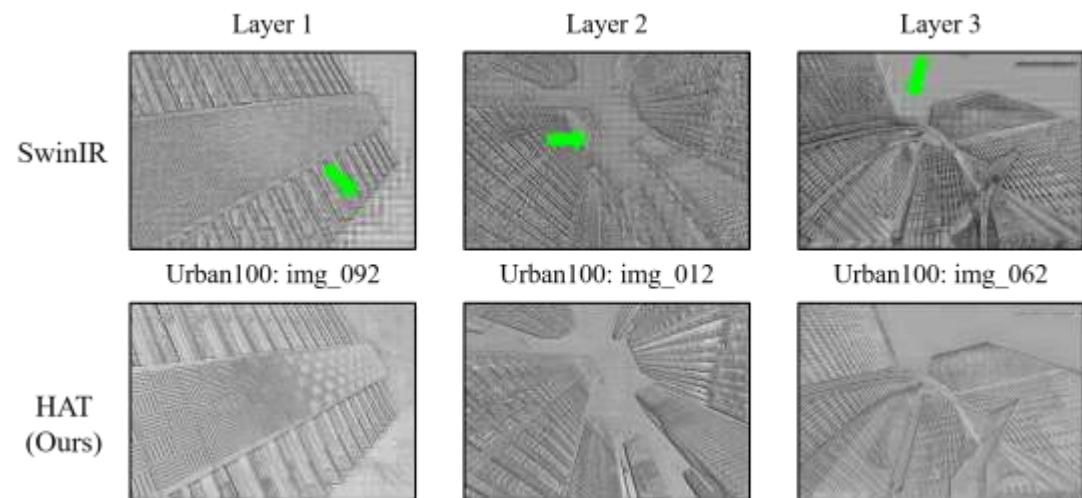 Layer 1 Layer 2 Layer 3
SwinIR
Urban100: img_092 Urban100: img_012 Urban100: img_062
HAT
(Ours)